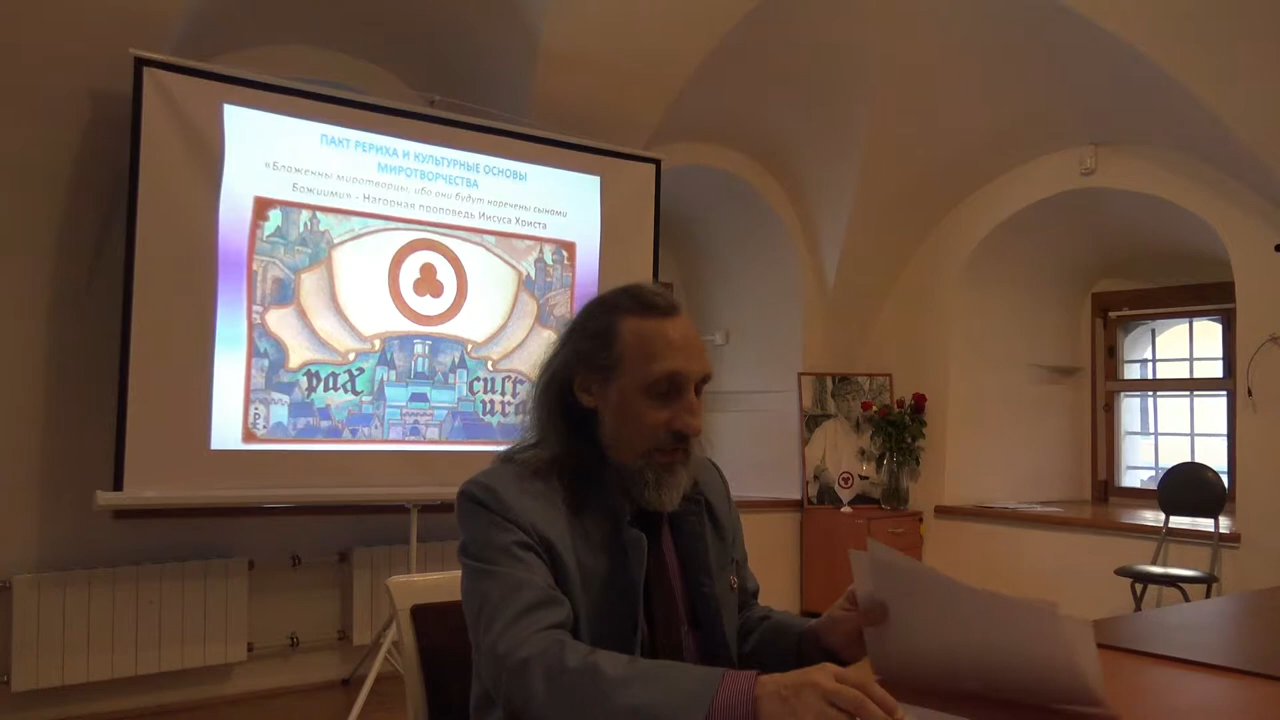 ПАКТ РЕРИХА И КУЛЬТУРНЫЕ ОСНОВЫ
МИРОТВОРЧЕСТВА
«Блаженны миротворцы, ибо они будут наречены сынами
Божиими» - Нагорная проповедь Иисуса Христа
pax
cult
ura